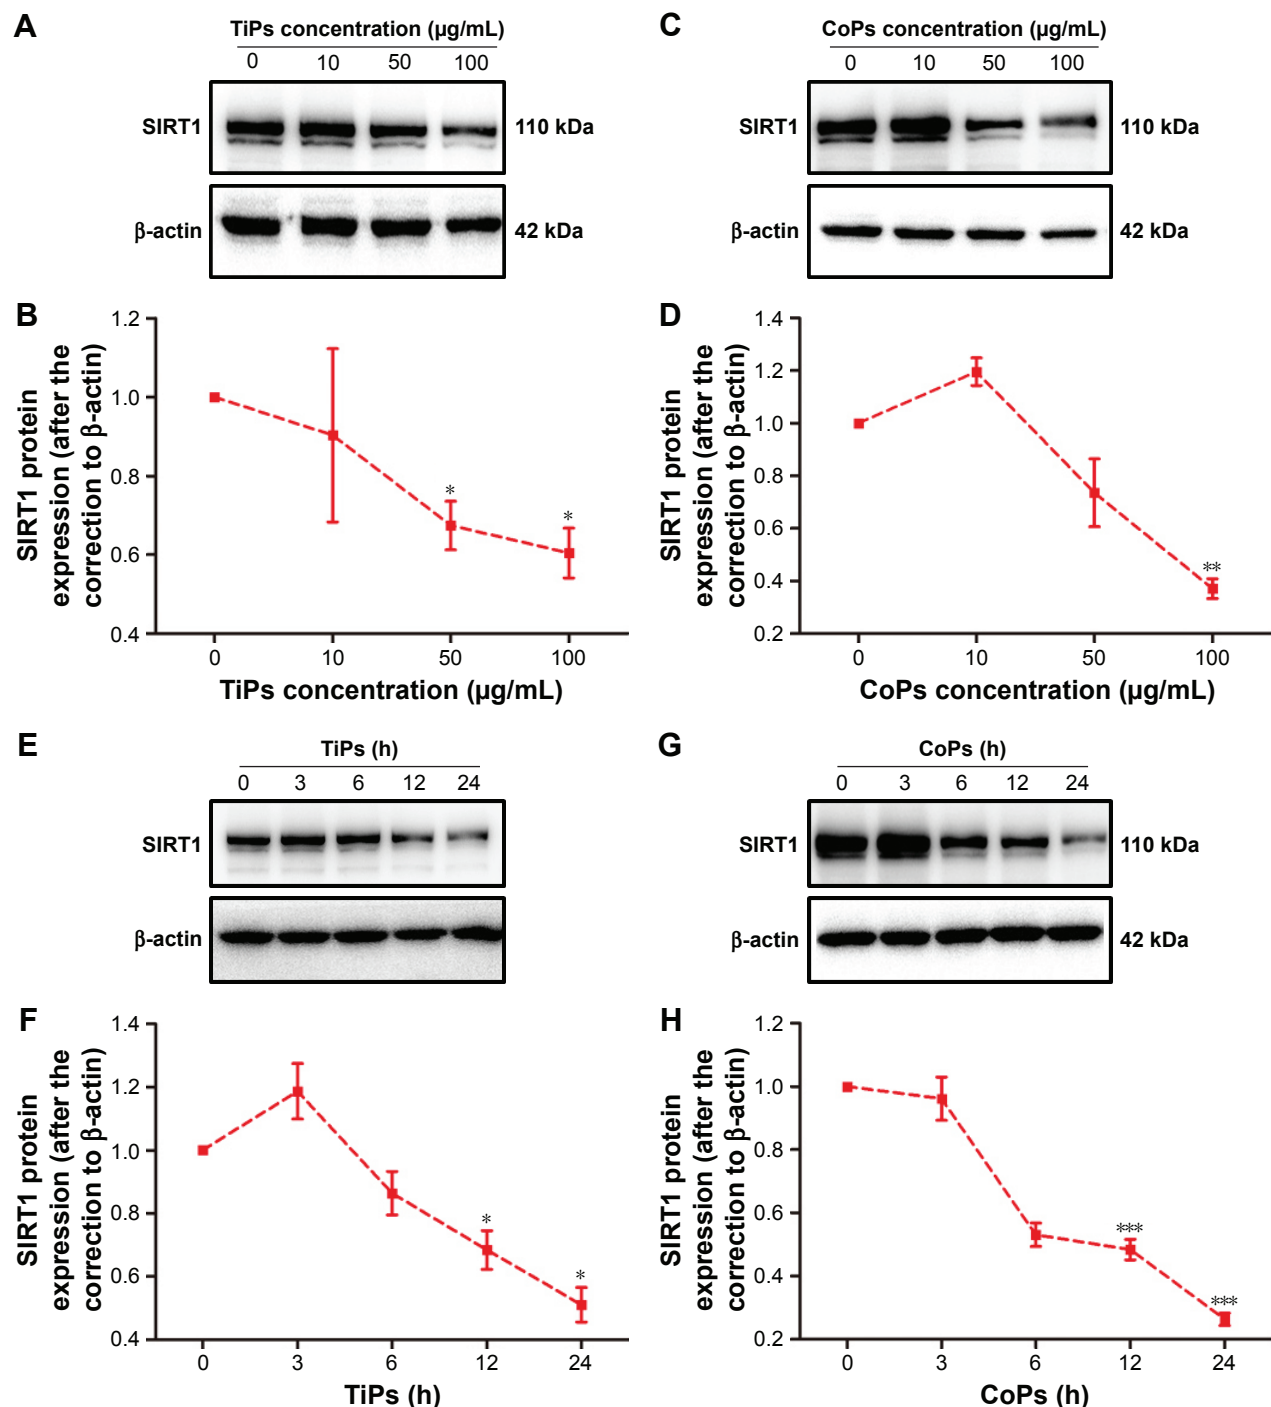 A
TiPs concentration (µg/mL)
0 10 50 100
SIRT1
110 kDa
β-actin
42 kDa
C
CoPs concentration (µg/mL)
0 10 50 100
SIRT1
110 kDa
β-actin
42 kDa
B
SIRT1 protein
expression (after the
correction to β-actin)
1.2
1.0
0.8
0.6
0.4
*
*
0 10 50 100
TiPs concentration (µg/mL)
D
SIRT1 protein
expression (after the
correction to β-actin)
1.4
1.2
1.0
0.8
0.6
0.4
0.2
**
0 10 50 100
CoPs concentration (µg/mL)
E
TiPs (h)
0 3 6 12 24
SIRT1
β-actin
G
CoPs (h)
0 3 6 12 24
SIRT1
110 kDa
β-actin
42 kDa
F
SIRT1 protein
expression (after the
correction to β-actin)
1.4
1.2
1.0
0.8
0.6
0.4
*
*
0 3 6 12 24
TiPs (h)
H
SIRT1 protein
expression (after the
correction to β-actin)
1.2
1.0
0.8
0.6
0.4
0.2
***
***
0 3 6 12 24
CoPs (h)